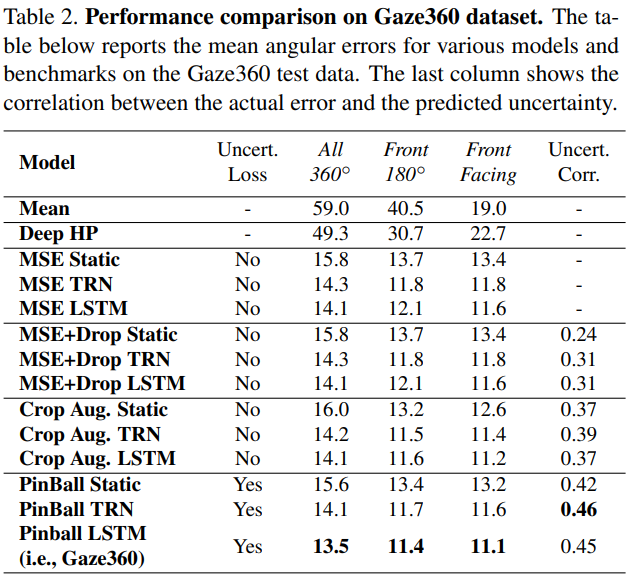 Table 2. Performance comparison on Gaze360 dataset. The ta-
ble below reports the mean angular errors for various models and
benchmarks on the Gaze360 test data. The last column shows the
correlation between the actual error and the predicted uncertainty.
Model Uncert. Loss All 360° Front 180° Front Facing Uncert. Corr.
Mean - 59.0 40.5 19.0 -
Deep HP - 49.3 30.7 22.7 -
MSE Static No 15.8 13.7 13.4 -
MSE TRN No 14.3 11.8 11.8 -
MSE LSTM No 14.1 12.1 11.6 -
MSE+Drop Static No 15.8 13.7 13.4 0.24
MSE+Drop TRN No 14.3 11.8 11.8 0.31
MSE+Drop LSTM No 14.1 12.1 11.6 0.31
Crop Aug. Static No 16.0 13.2 12.6 0.37
Crop Aug. TRN No 14.2 11.5 11.4 0.39
Crop Aug. LSTM No 14.1 11.6 11.2 0.37
PinBall Static Yes 15.6 13.4 13.2 0.42
PinBall TRN Yes 14.1 11.7 11.6 0.46
Pinball LSTM
(i.e., Gaze360) Yes 13.5 11.4 11.1 0.45